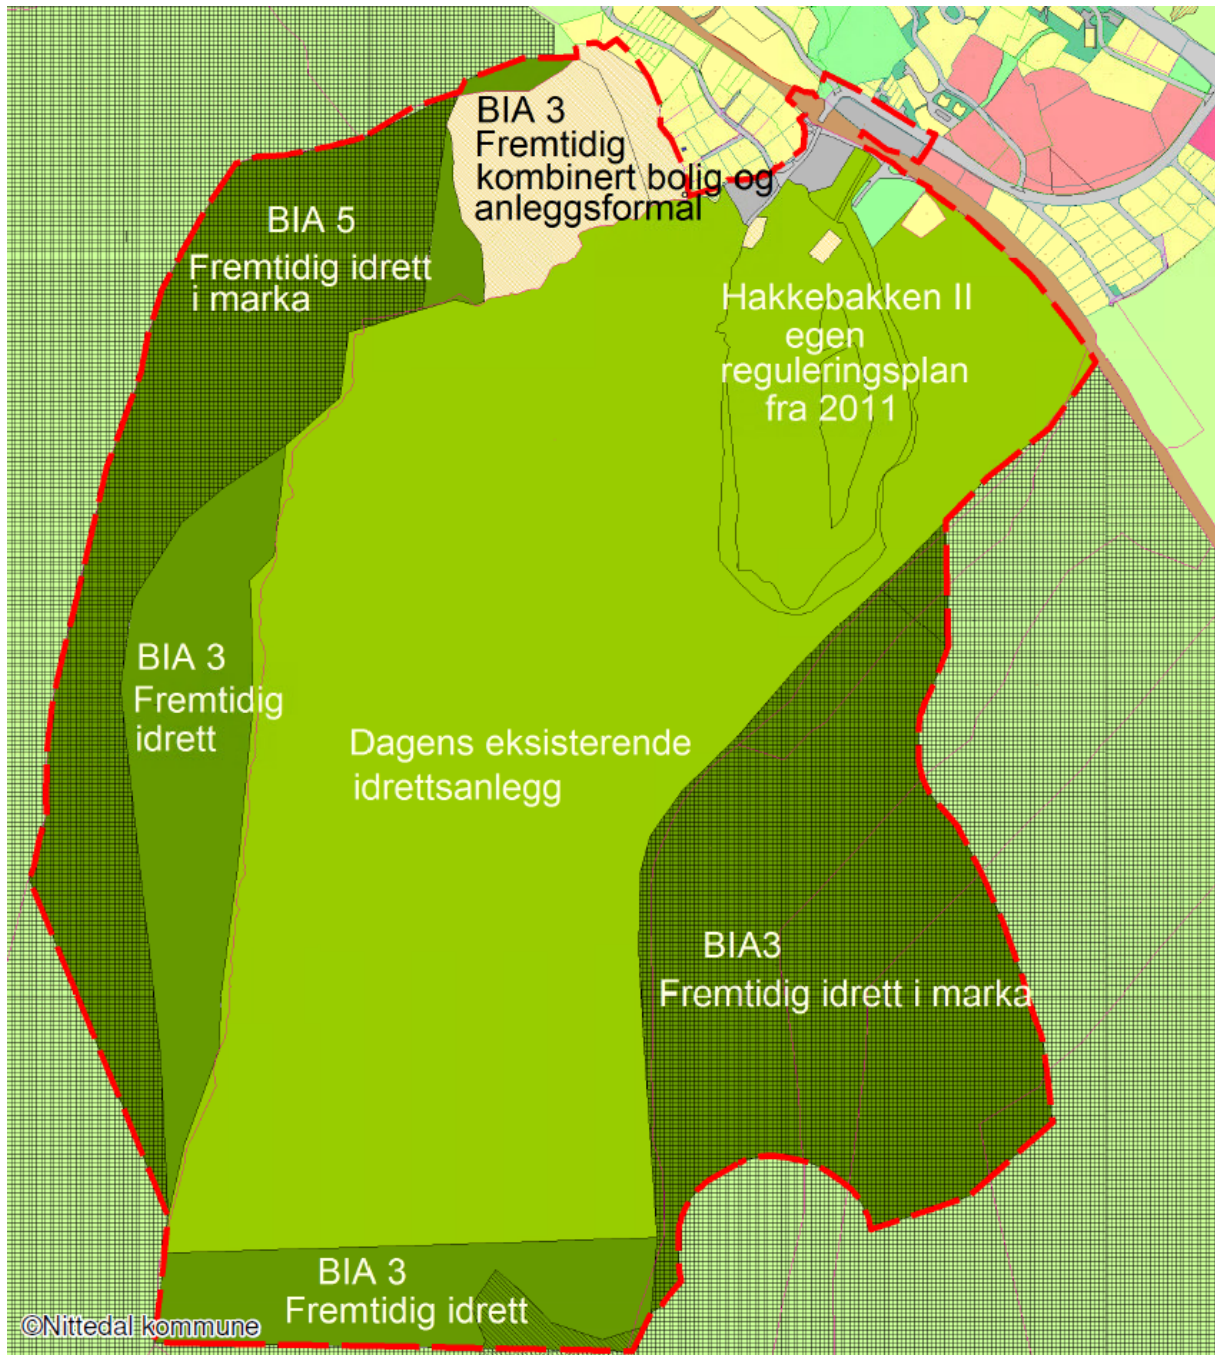 BIA 3
Fremtidig
kombinert bolig og
anleggsformål
BIA 5
Fremtidig idrett
i marka
Hakkebakken II
egen
reguleringsplan
fra 2011
BIA 3
Fremtidig
idrett
Dagens eksisterende
idrettsanlegg
BIA3
Fremtidig idrett i marka
BIA 3
Fremtidig idrett
©Nittedal kommune